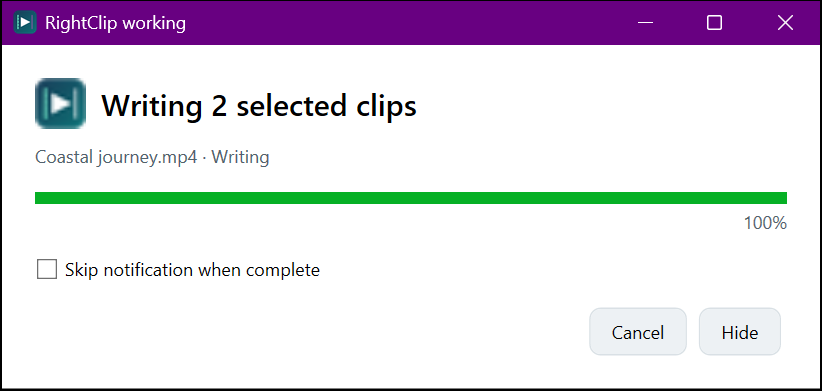 RightClip working
Writing 2 selected clips
Coastal journey.mp4 · Writing
100%
Skip notification when complete
Cancel Hide